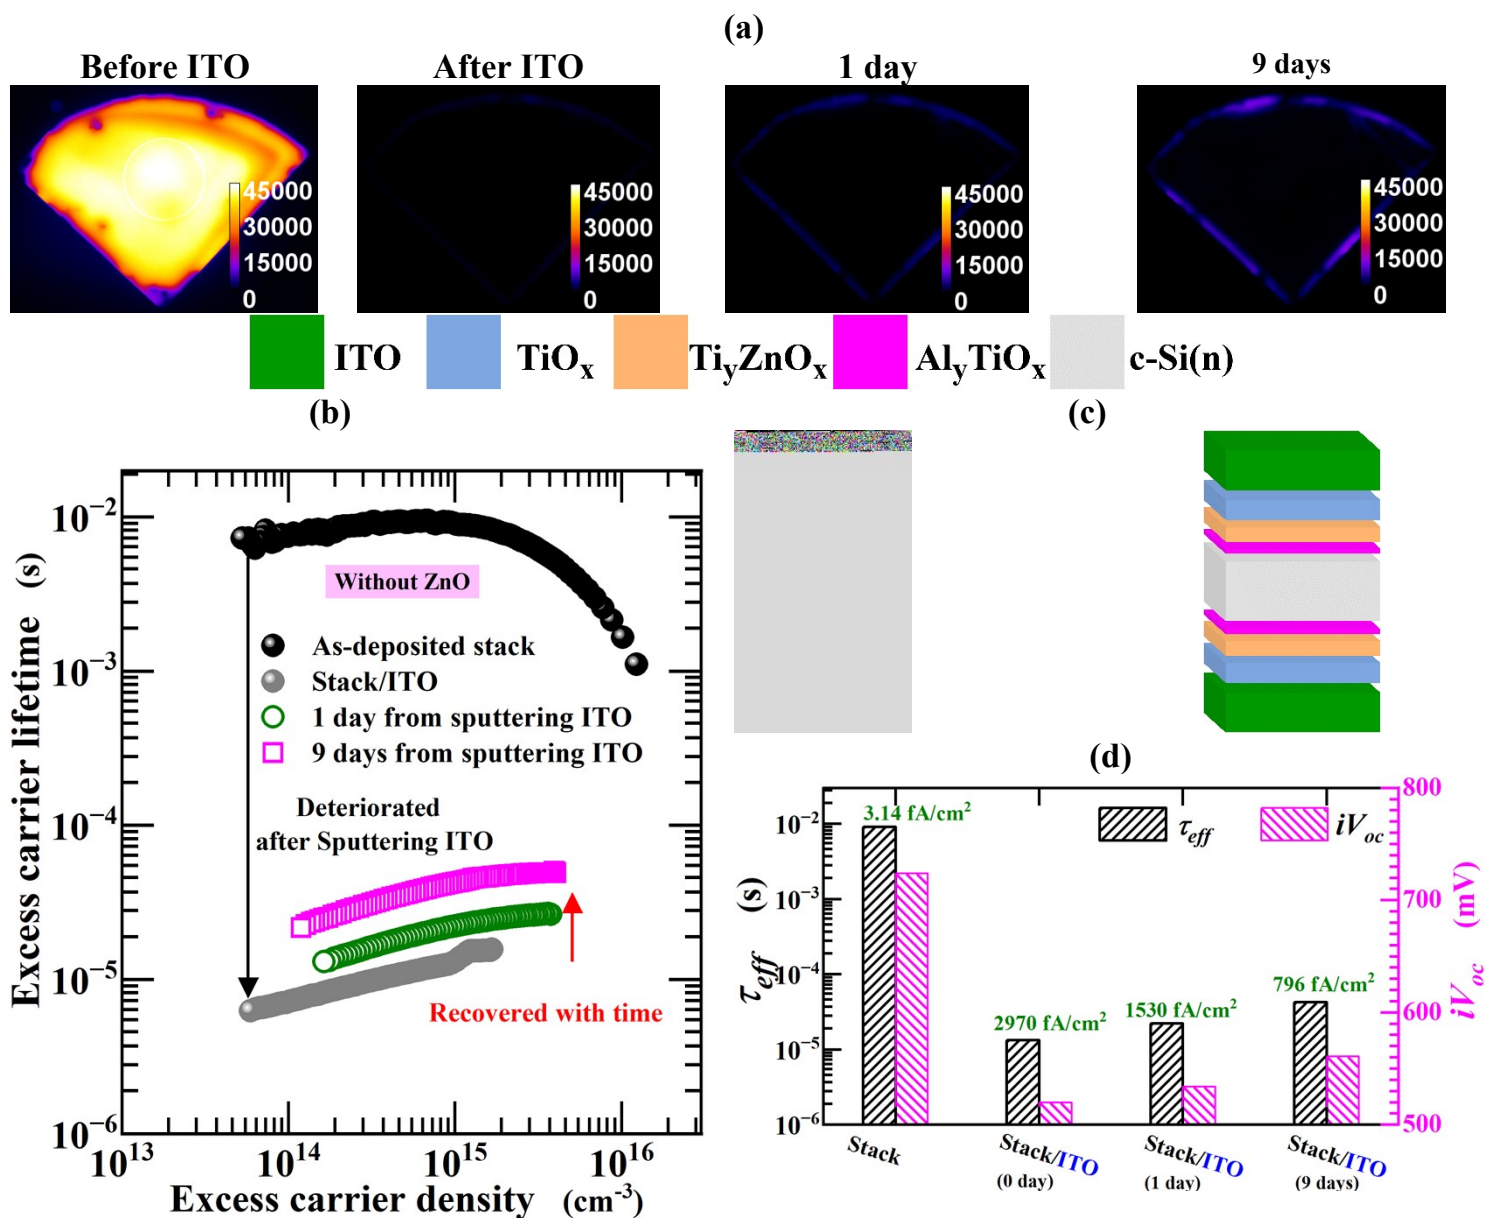 (a)
Before ITO
After ITO
1 day
9 days
45000
30000
15000
0
45000
30000
15000
0
45000
30000
15000
0
45000
30000
15000
0
ITO
TiOₓ
TiᵧZnOₓ
AlᵧTiOₓ
c-Si(n)
(b)
Excess carrier lifetime (s)
10⁻²
10⁻³
10⁻⁴
10⁻⁵
10⁻⁶
Without ZnO
As-deposited stack
Stack/ITO
1 day from sputtering ITO
9 days from sputtering ITO
Deteriorated
after Sputtering ITO
Recovered with time
10¹³
10¹⁴
10¹⁵
10¹⁶
Excess carrier density (cm⁻³)
(c)
(d)
τeff (s)
10⁻²
10⁻³
10⁻⁴
10⁻⁵
10⁻⁶
3.14 fA/cm²
τeff
iVoc
2970 fA/cm²
1530 fA/cm²
796 fA/cm²
800
700
600
500
iVoc (mV)
Stack
Stack/ITO
(0 day)
Stack/ITO
(1 day)
Stack/ITO
(9 days)